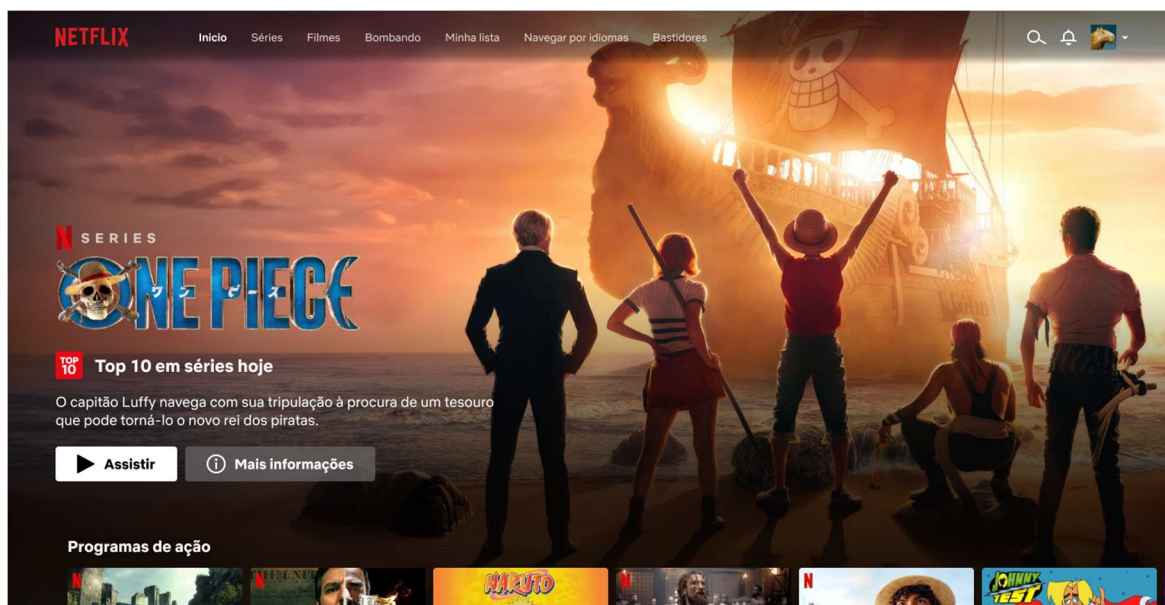 NETFLIX
Inicio Séries Filmes Bombando Minha lista Navegar por idiomas Bastidores
N SERIES
ONE PIECE
ワンピース
TOP 10
Top 10 em séries hoje
O capitão Luffy navega com sua tripulação à procura de um tesouro
que pode torná-lo o novo rei dos piratas.
Assistir Mais informações
Programas de ação
N N NARUTO N N JOHNNY
TEST